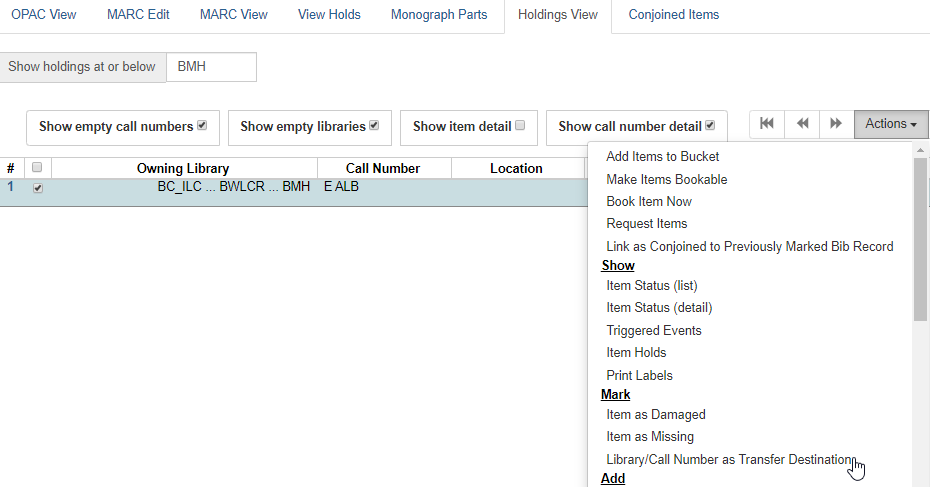 OPAC View MARC Edit MARC View View Holds Monograph Parts Holdings View Conjoined Items
Show holdings at or below BMH
Show empty call numbers Show empty libraries Show item detail Show call number detail Actions
# Owning Library Call Number Location
1 BC_ILC ... BWLCR ... BMH E ALB
Add Items to Bucket
Make Items Bookable
Book Item Now
Request Items
Link as Conjoined to Previously Marked Bib Record
Show
Item Status (list)
Item Status (detail)
Triggered Events
Item Holds
Print Labels
Mark
Item as Damaged
Item as Missing
Library/Call Number as Transfer Destination
Add